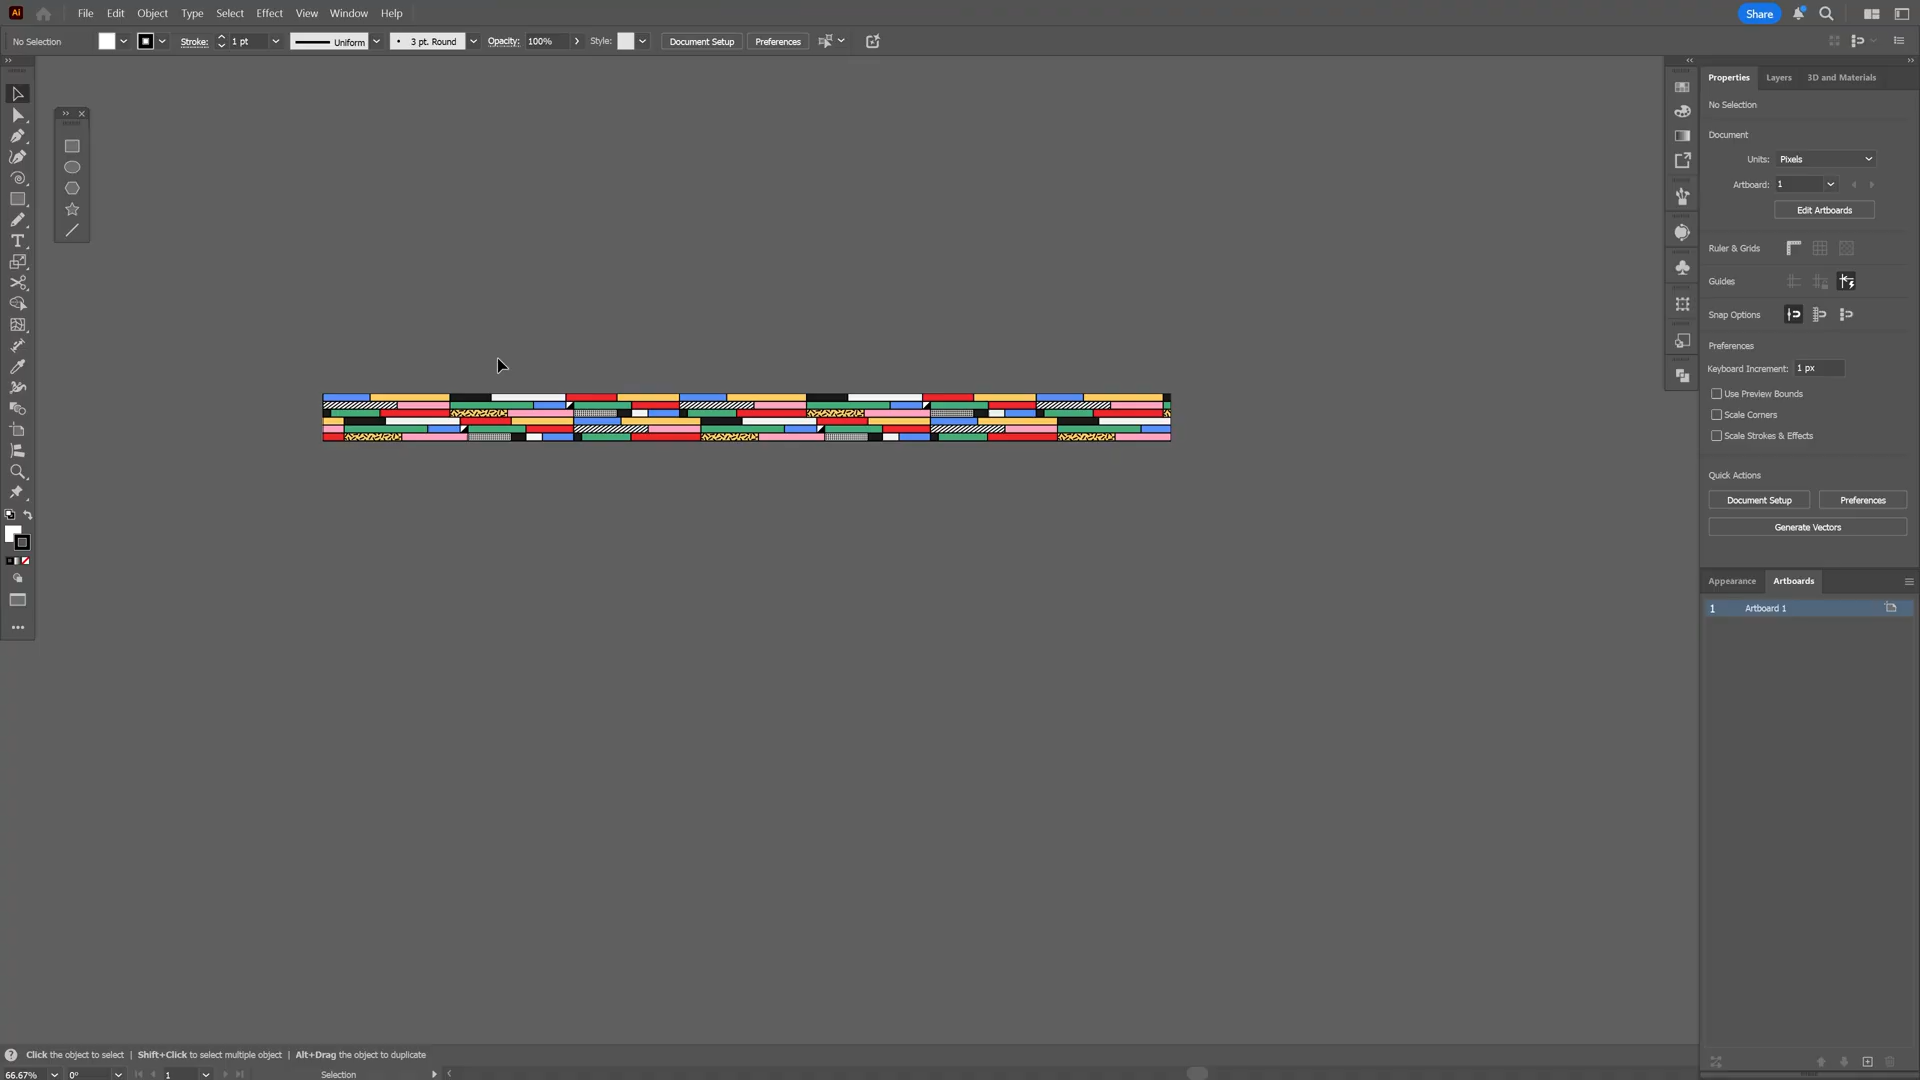 Ai File Edit Object Type Select Effect View Window Help Share
No Selection Stroke: 1 pt Uniform 3 pt. Round Opacity: 100% Style: Document Setup Preferences
Properties Layers 3D and Materials
No Selection
Document
Units: Pixels
Artboard: 1
Edit Artboards
Ruler & Grids
Guides
Snap Options
Preferences
Keyboard Increment: 1 px
Use Preview Bounds
Scale Corners
Scale Strokes & Effects
Quick Actions
Document Setup Preferences
Generate Vectors
Appearance Artboards
1 Artboard 1
Click the object to select | Shift+Click to select multiple object | Alt+Drag the object to duplicate
66.67% 0° 1 Selection